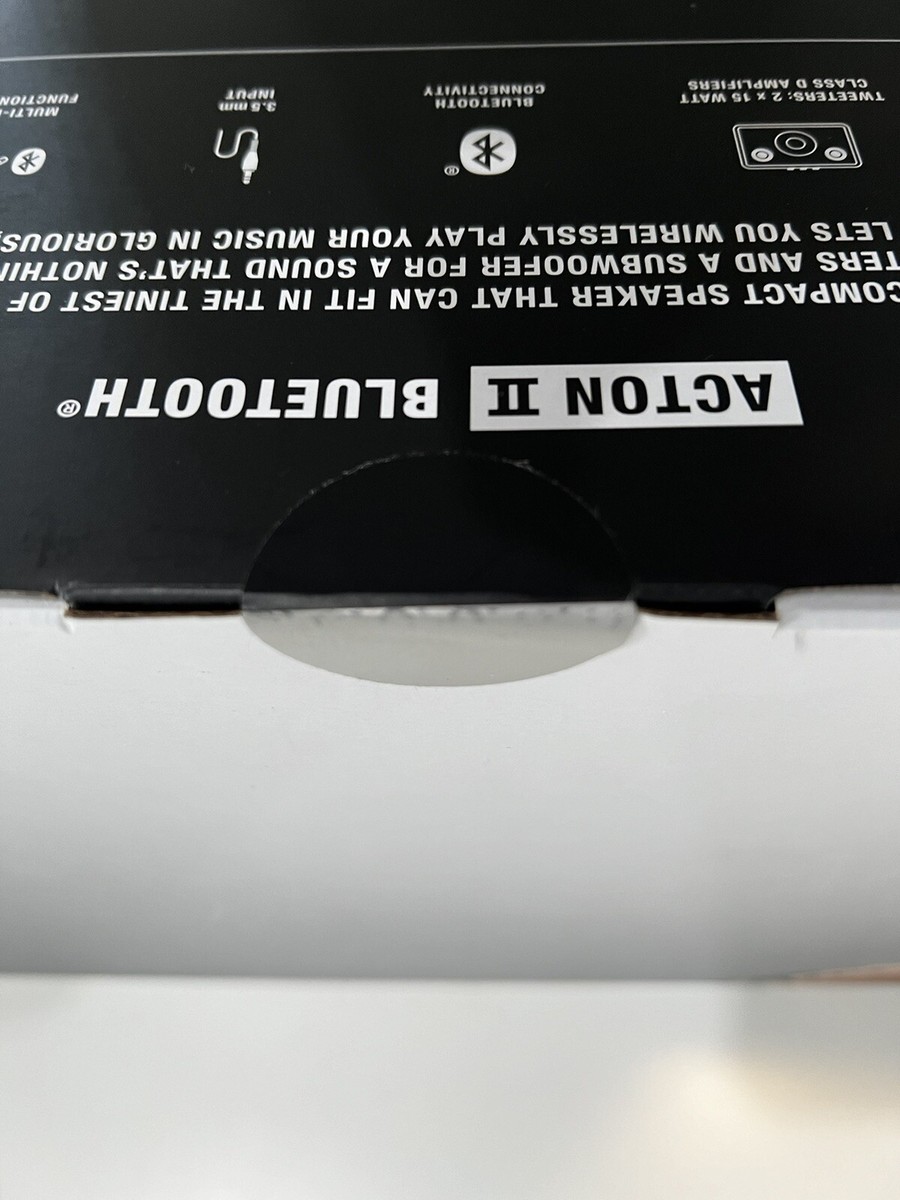 ACTON II BLUETOOTH®
COMPACT SPEAKER THAT CAN FIT IN THE TINIEST OF
AND A SUBWOOFER FOR A SOUND THAT'S
LETS YOU WIRELESSLY PLAY YOUR MUSIC IN GLORIOUS
®
TWEETERS: 2 x 15 WATT
CLASS D AMPLIFIERS
BLUETOOTH
CONNECTIVITY
3.5 mm
INPUT
MULTI-
FUNCTION